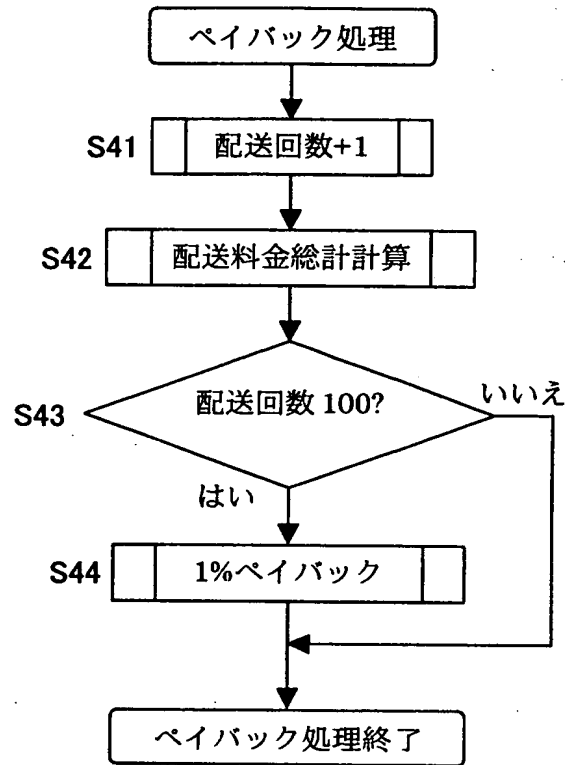 ペイバック処理
S41
配送回数+1
S42
配送料金総計計算
S43
配送回数 100?
いいえ
はい
S44
1%ペイバック
ペイバック処理終了